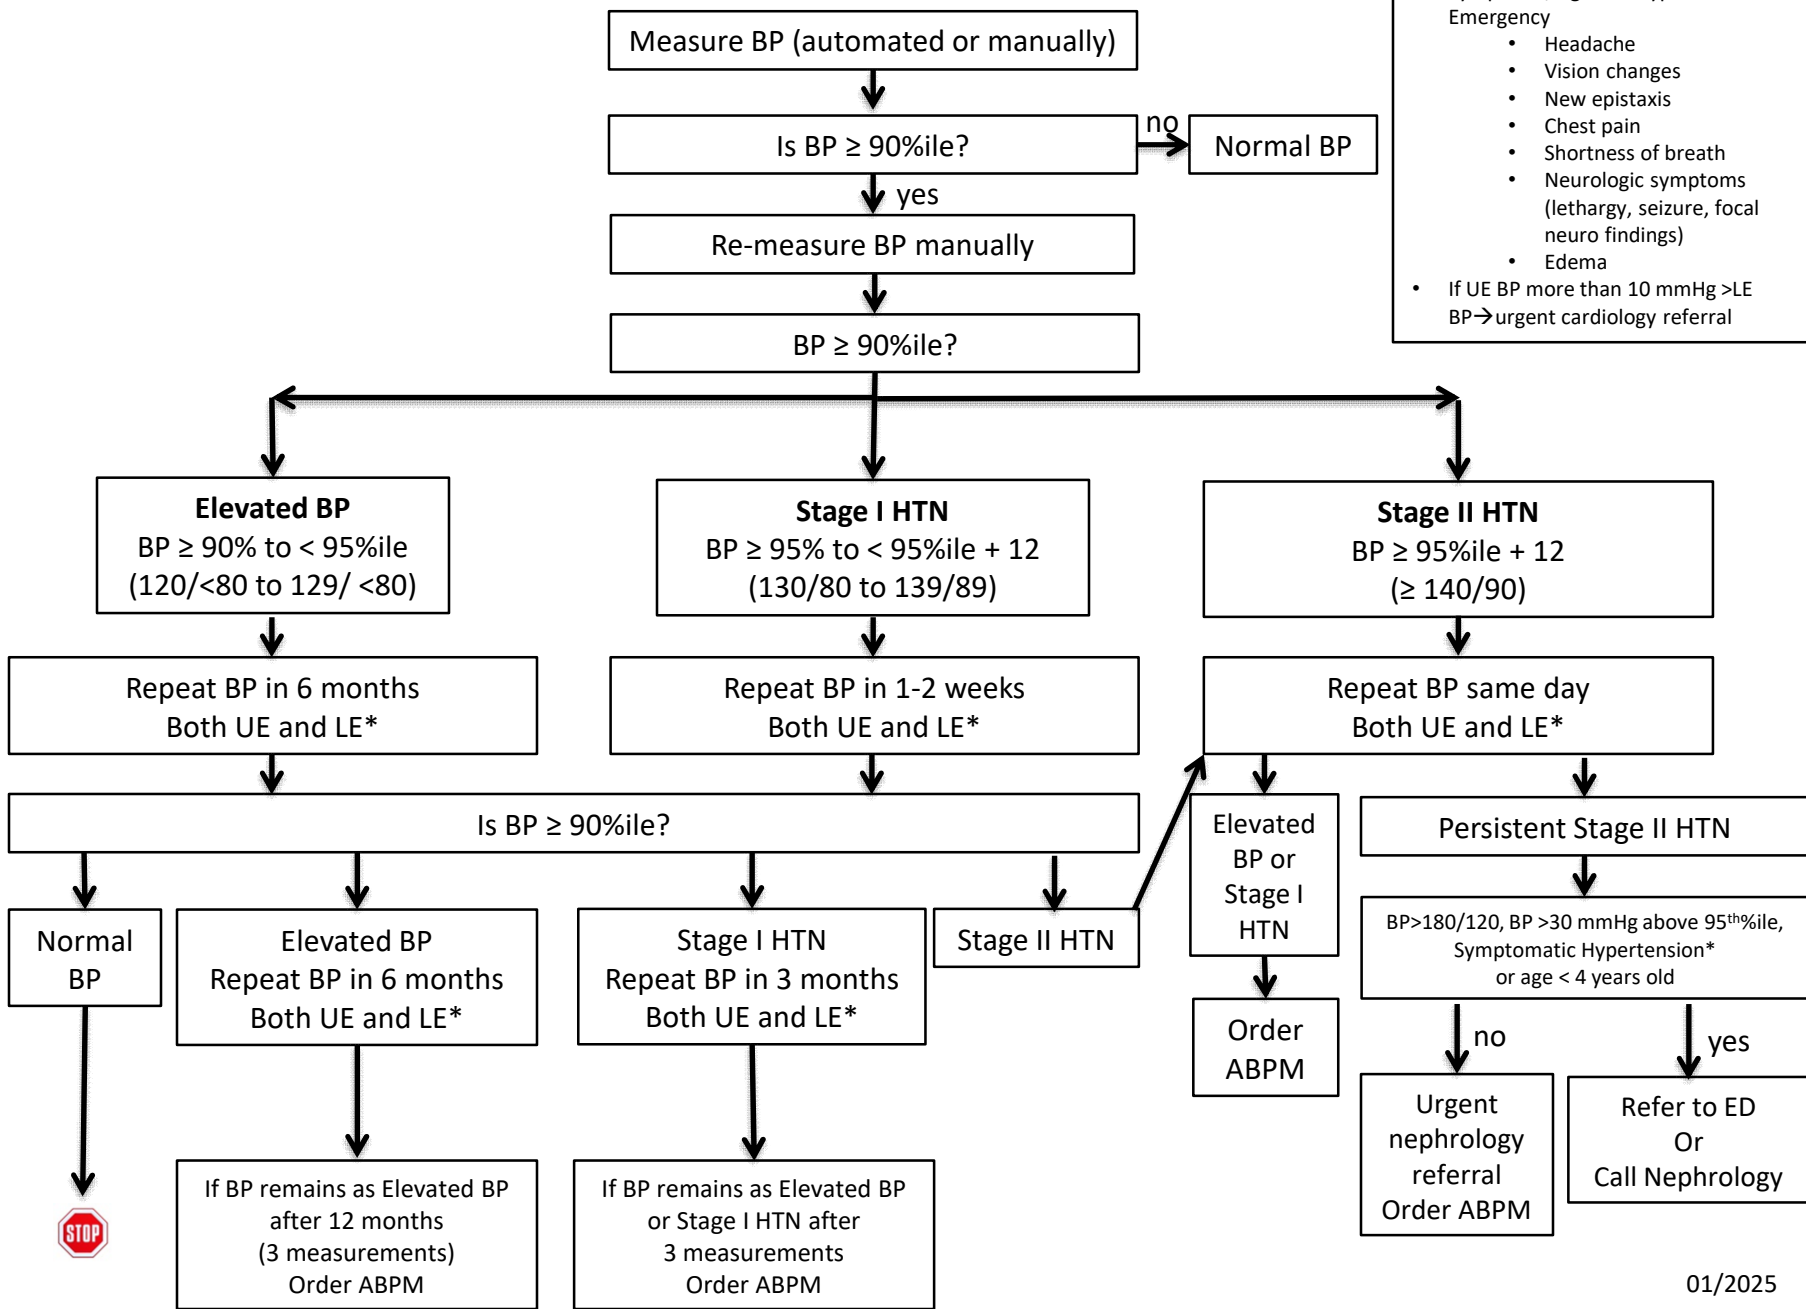 Emergency
• Headache
• Vision changes
• New epistaxis
• Chest pain
• Shortness of breath
• Neurologic symptoms
(lethargy, seizure, focal
neuro findings)
• Edema
• If UE BP more than 10 mmHg >LE
BP→urgent cardiology referral
Measure BP (automated or manually)
Is BP ≥ 90%ile?
no
Normal BP
yes
Re-measure BP manually
BP ≥ 90%ile?
Elevated BP
BP ≥ 90% to < 95%ile
(120/<80 to 129/ <80)
Stage I HTN
BP ≥ 95% to < 95%ile + 12
(130/80 to 139/89)
Stage II HTN
BP ≥ 95%ile + 12
(≥ 140/90)
Repeat BP in 6 months
Both UE and LE*
Repeat BP in 1-2 weeks
Both UE and LE*
Repeat BP same day
Both UE and LE*
Is BP ≥ 90%ile?
Elevated
BP or
Stage I
HTN
Persistent Stage II HTN
Normal
BP
Elevated BP
Repeat BP in 6 months
Both UE and LE*
Stage I HTN
Repeat BP in 3 months
Both UE and LE*
Stage II HTN
BP>180/120, BP >30 mmHg above 95th%ile,
Symptomatic Hypertension*
or age < 4 years old
Order
ABPM
no
yes
Urgent
nephrology
referral
Order ABPM
Refer to ED
Or
Call Nephrology
STOP
If BP remains as Elevated BP
after 12 months
(3 measurements)
Order ABPM
If BP remains as Elevated BP
or Stage I HTN after
3 measurements
Order ABPM
01/2025